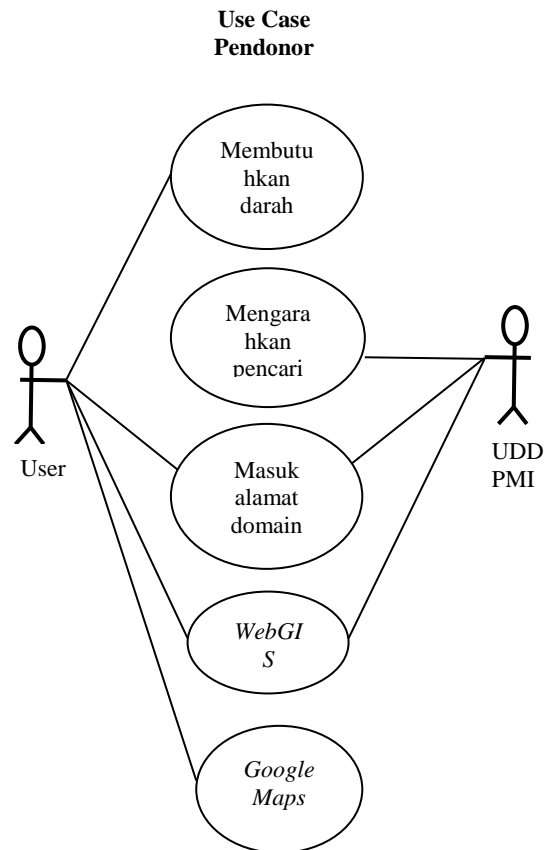 Use Case
Pendonor
Membutu
hkan
darah
Mengara
hkan
pencari
Masuk
alamat
domain
WebGI
S
Google
Maps
User
UDD
PMI